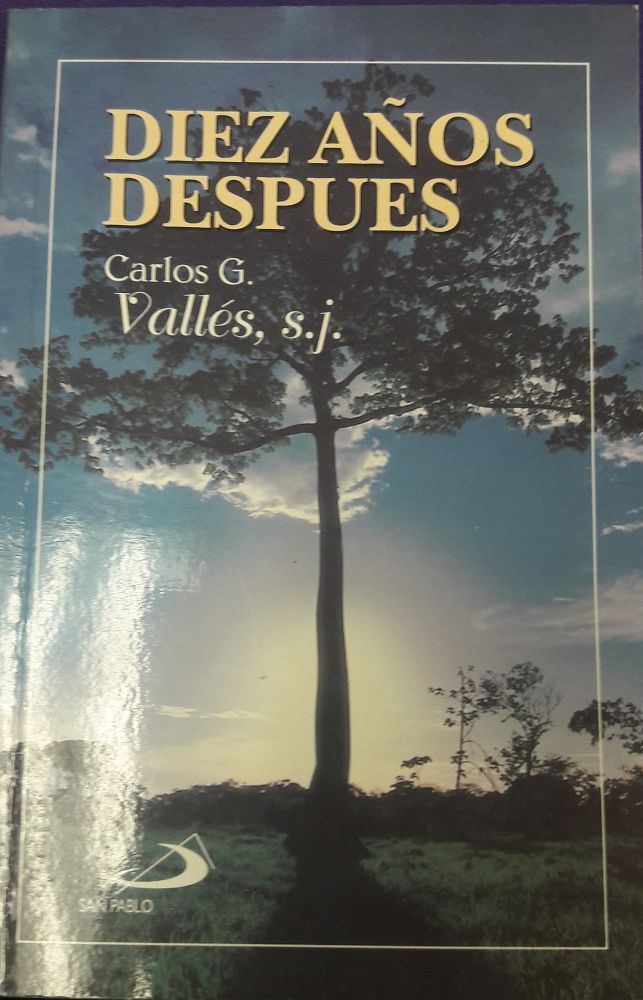 DIEZ AÑOS
DESPUES
Carlos G.
Vallés, s.j.
SAN PABLO